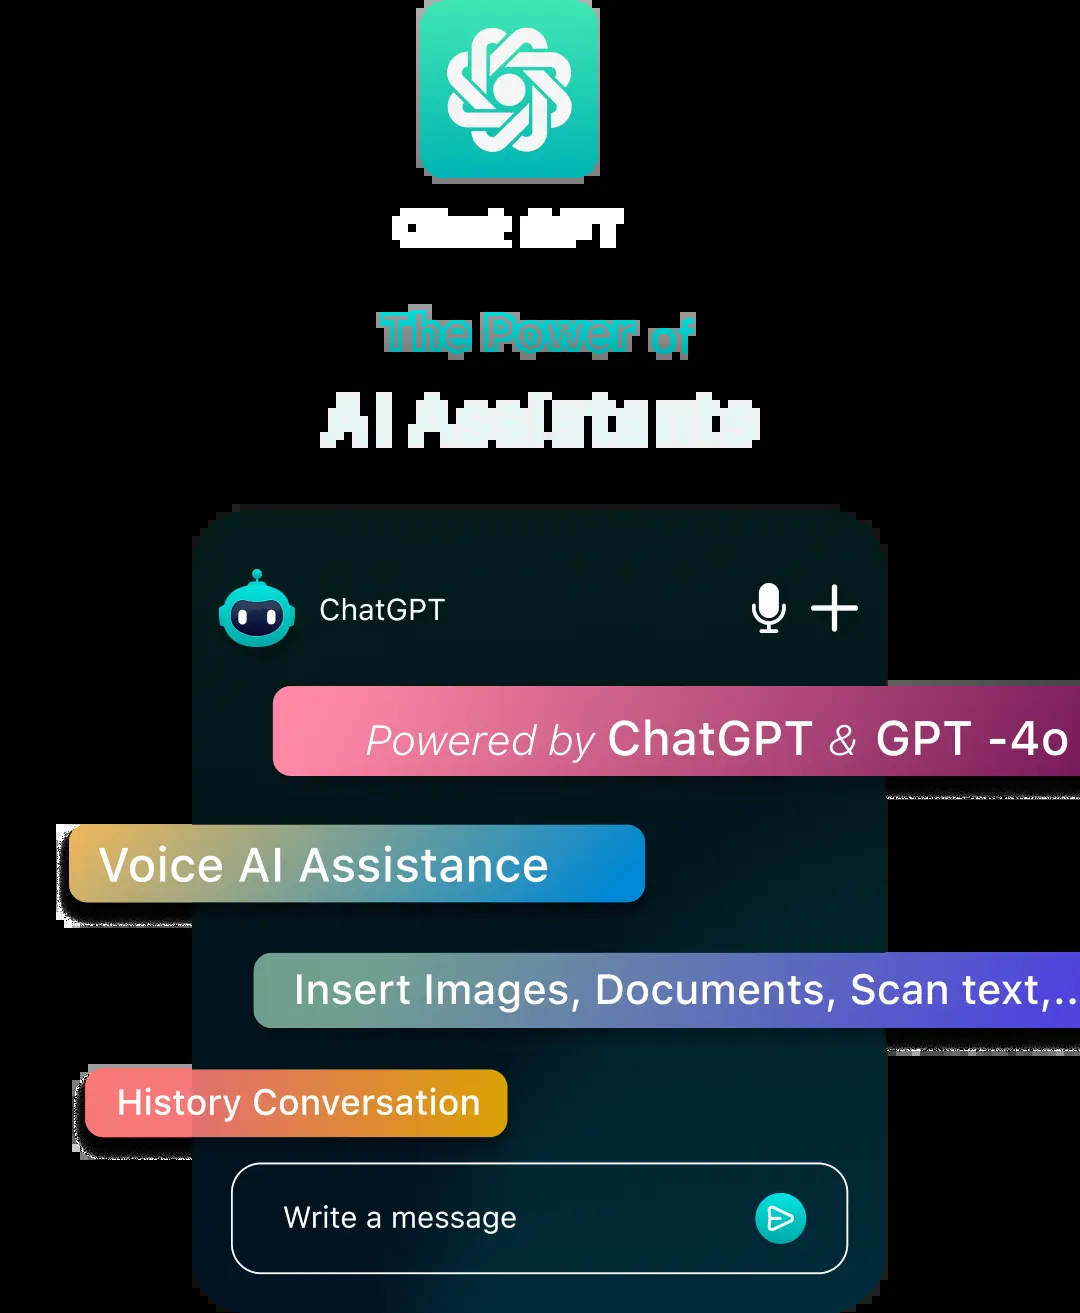 Chat GPT
The Power of
AI Assistants
ChatGPT
Powered by ChatGPT & GPT -4o
Voice AI Assistance
Insert Images, Documents, Scan text,..
History Conversation
Write a message